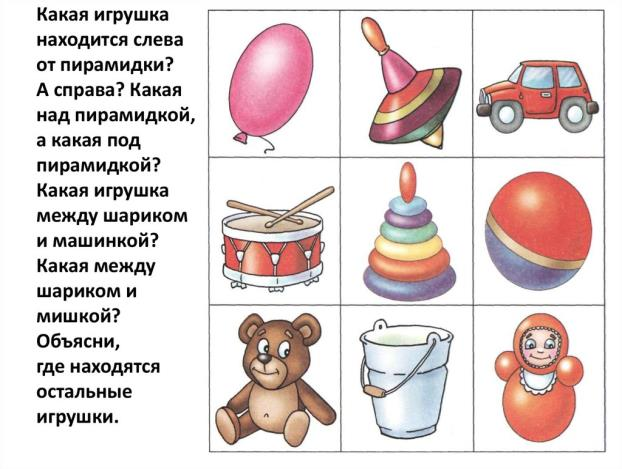 Какая игрушка
находится слева
от пирамидки?
А справа? Какая
над пирамидкой,
а какая под
пирамидкой?
Какая игрушка
между шариком
и машинкой?
Какая между
шариком и
мишкой?
Объясни,
где находятся
остальные
игрушки.